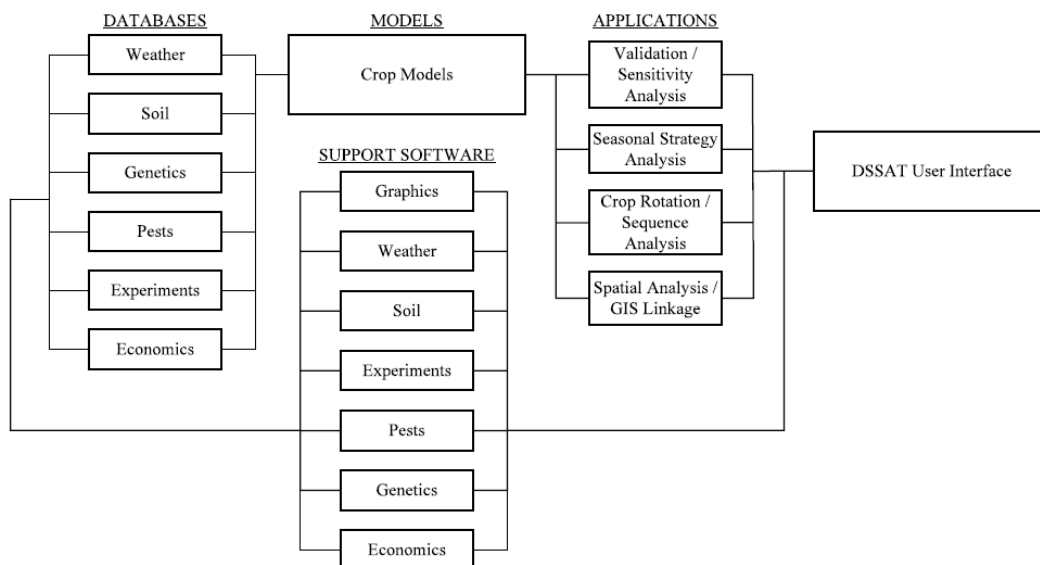 DATABASES
Weather
Soil
Genetics
Pests
Experiments
Economics
MODELS
Crop Models
SUPPORT SOFTWARE
Graphics
Weather
Soil
Experiments
Pests
Genetics
Economics
APPLICATIONS
Validation /
Sensitivity
Analysis
Seasonal Strategy
Analysis
Crop Rotation /
Sequence
Analysis
Spatial Analysis /
GIS Linkage
DSSAT User Interface